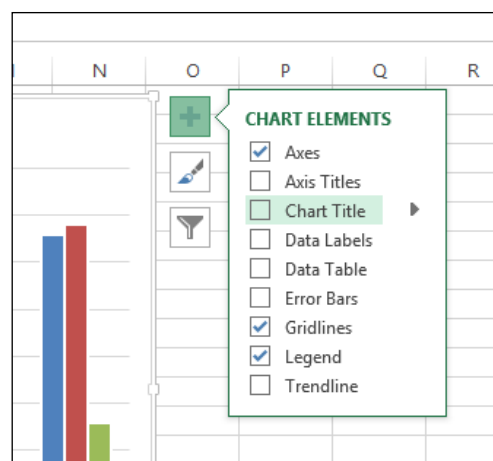 N O P Q R
CHART ELEMENTS
Axes
Axis Titles
Chart Title
Data Labels
Data Table
Error Bars
Gridlines
Legend
Trendline